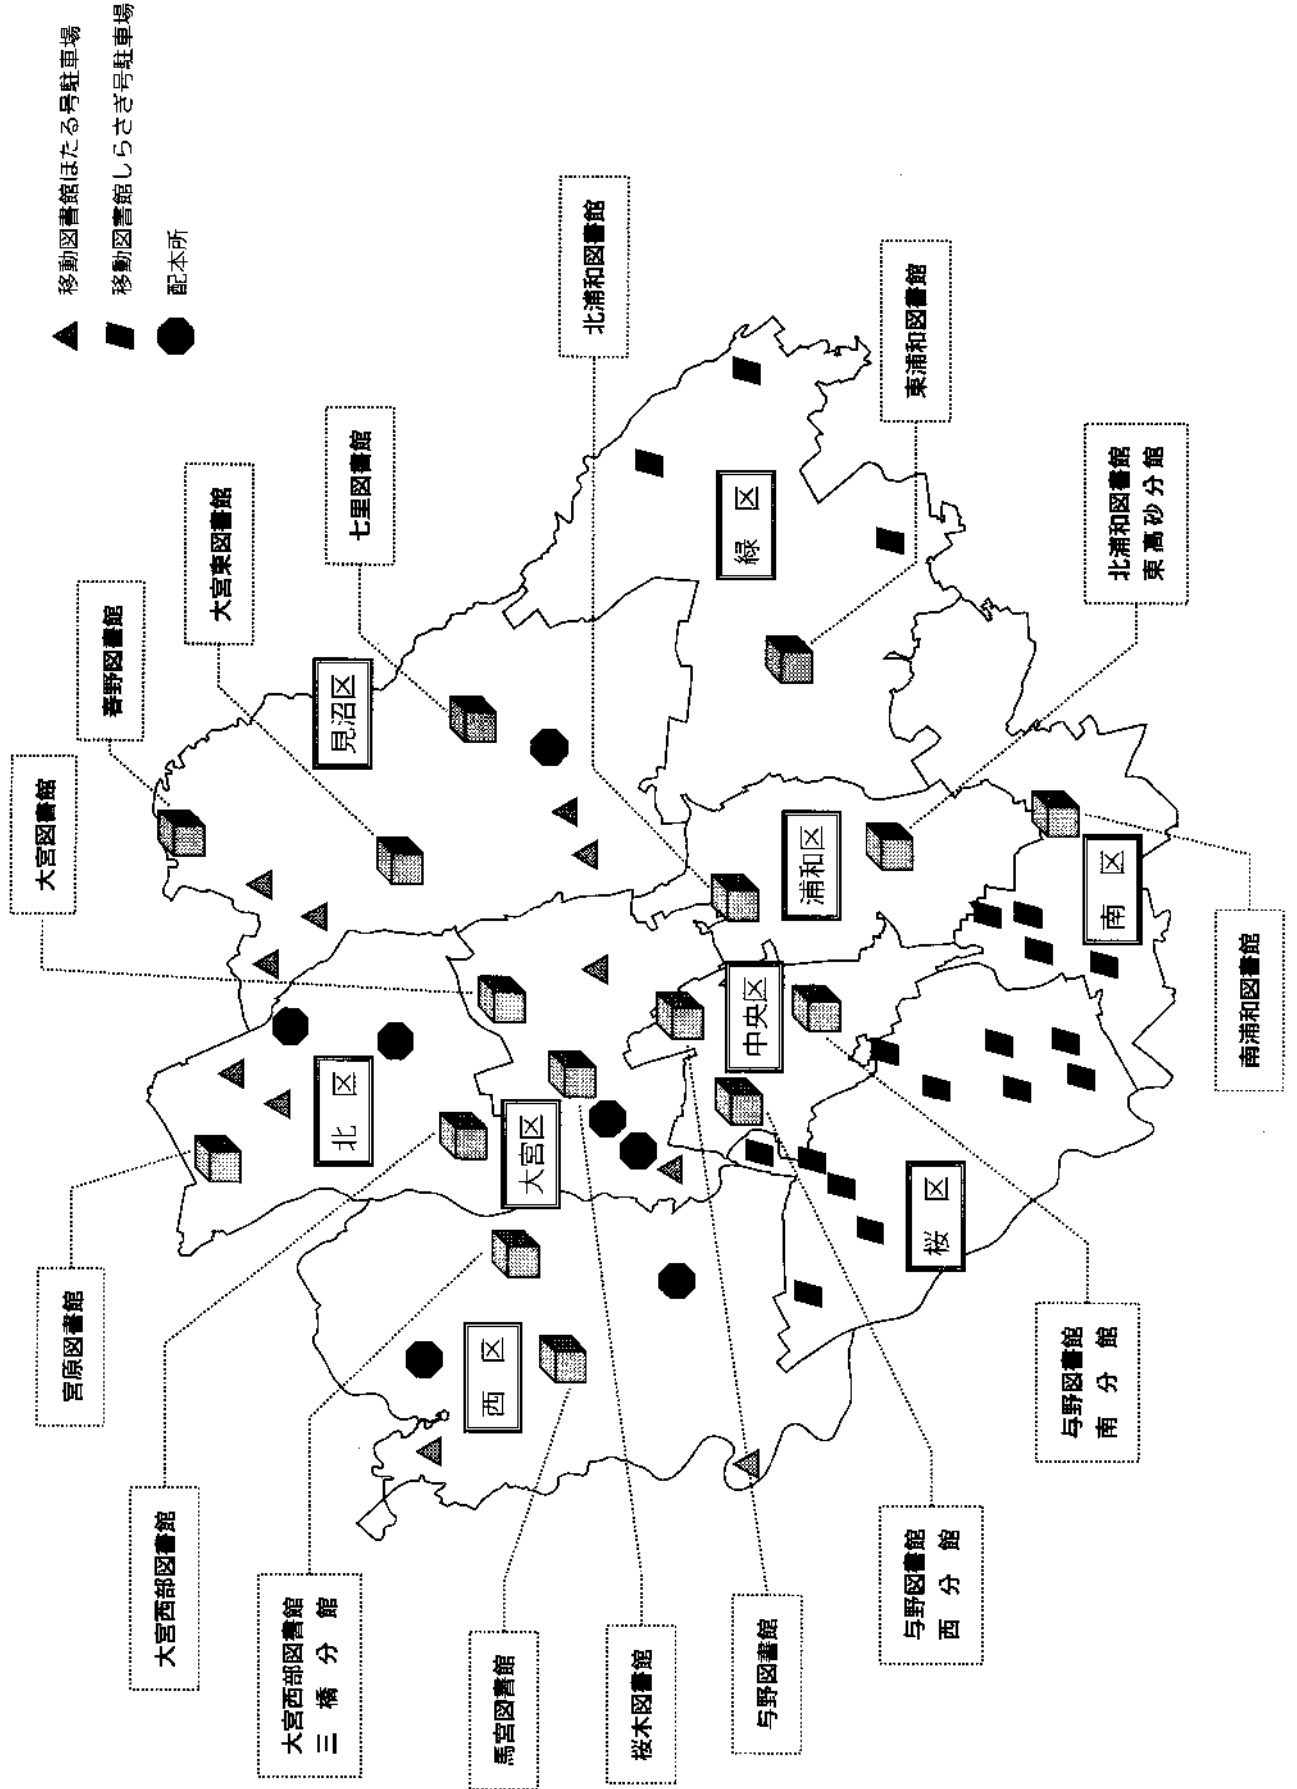 移動図書館ほたる号駐車場
移動図書館しらさぎ号駐車場
配本所
宮原図書館
大宮図書館
春野図書館
大宮東図書館
七里図書館
北浦和図書館
東浦和図書館
北浦和図書館
東高砂分館
南浦和図書館
与野図書館
南分館
与野図書館
西分館
与野図書館
桜木図書館
馬宮図書館
大宮西部図書館
三橋分館
大宮西部図書館
見沼区
北区
大宮区
西区
緑区
浦和区
中央区
南区
桜区